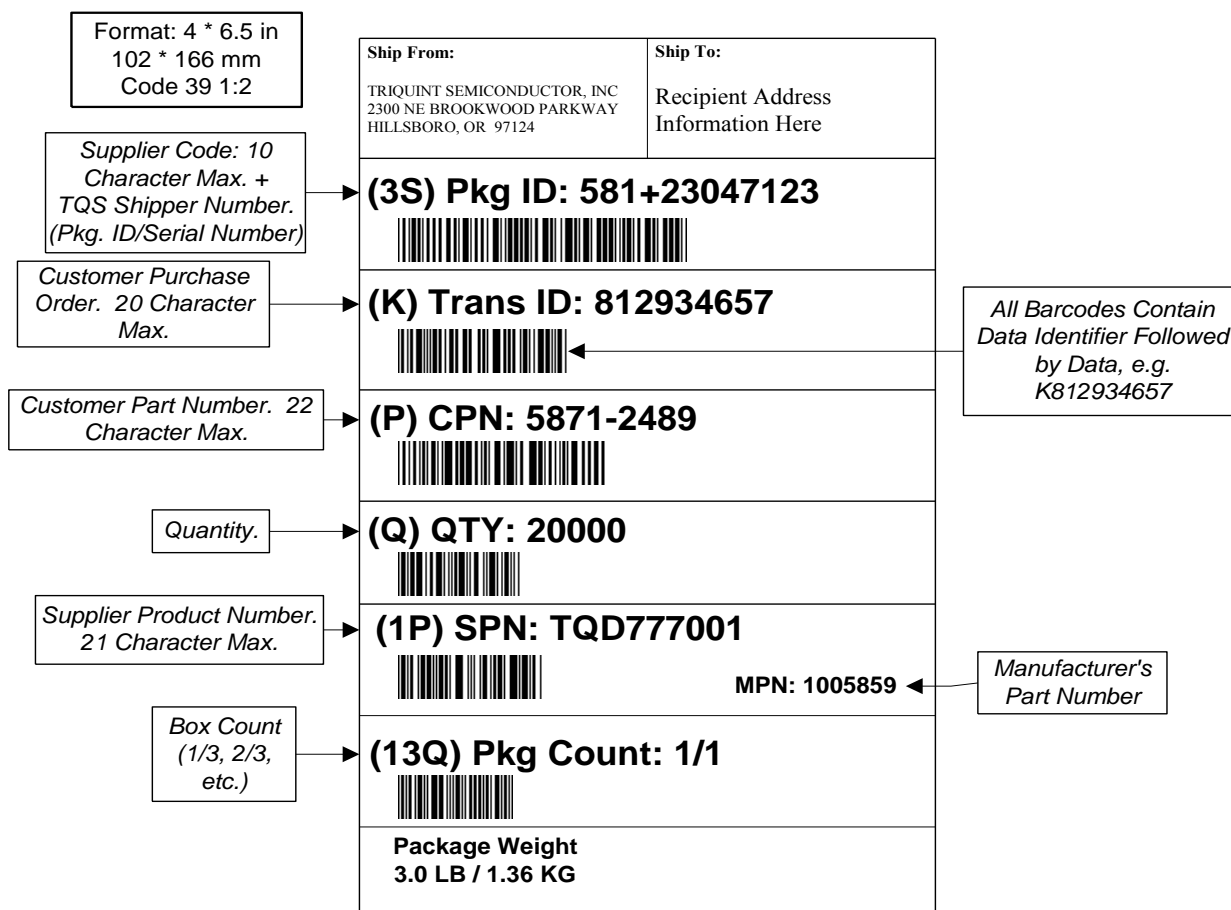 Format: 4 * 6.5 in
102 * 166 mm
Code 39 1:2
Ship From:
TRIQUINT SEMICONDUCTOR, INC
2300 NE BROOKWOOD PARKWAY
HILLSBORO, OR 97124
Ship To:
Recipient Address
Information Here
Supplier Code: 10
Character Max. +
TQS Shipper Number.
(Pkg. ID/Serial Number)
(3S) Pkg ID: 581+23047123
Customer Purchase
Order. 20 Character
Max.
(K) Trans ID: 812934657
All Barcodes Contain
Data Identifier Followed
by Data, e.g.
K812934657
Customer Part Number. 22
Character Max.
(P) CPN: 5871-2489
Quantity.
(Q) QTY: 20000
Supplier Product Number.
21 Character Max.
(1P) SPN: TQD777001
MPN: 1005859
Manufacturer's
Part Number
Box Count
(1/3, 2/3,
etc.)
(13Q) Pkg Count: 1/1
Package Weight
3.0 LB / 1.36 KG